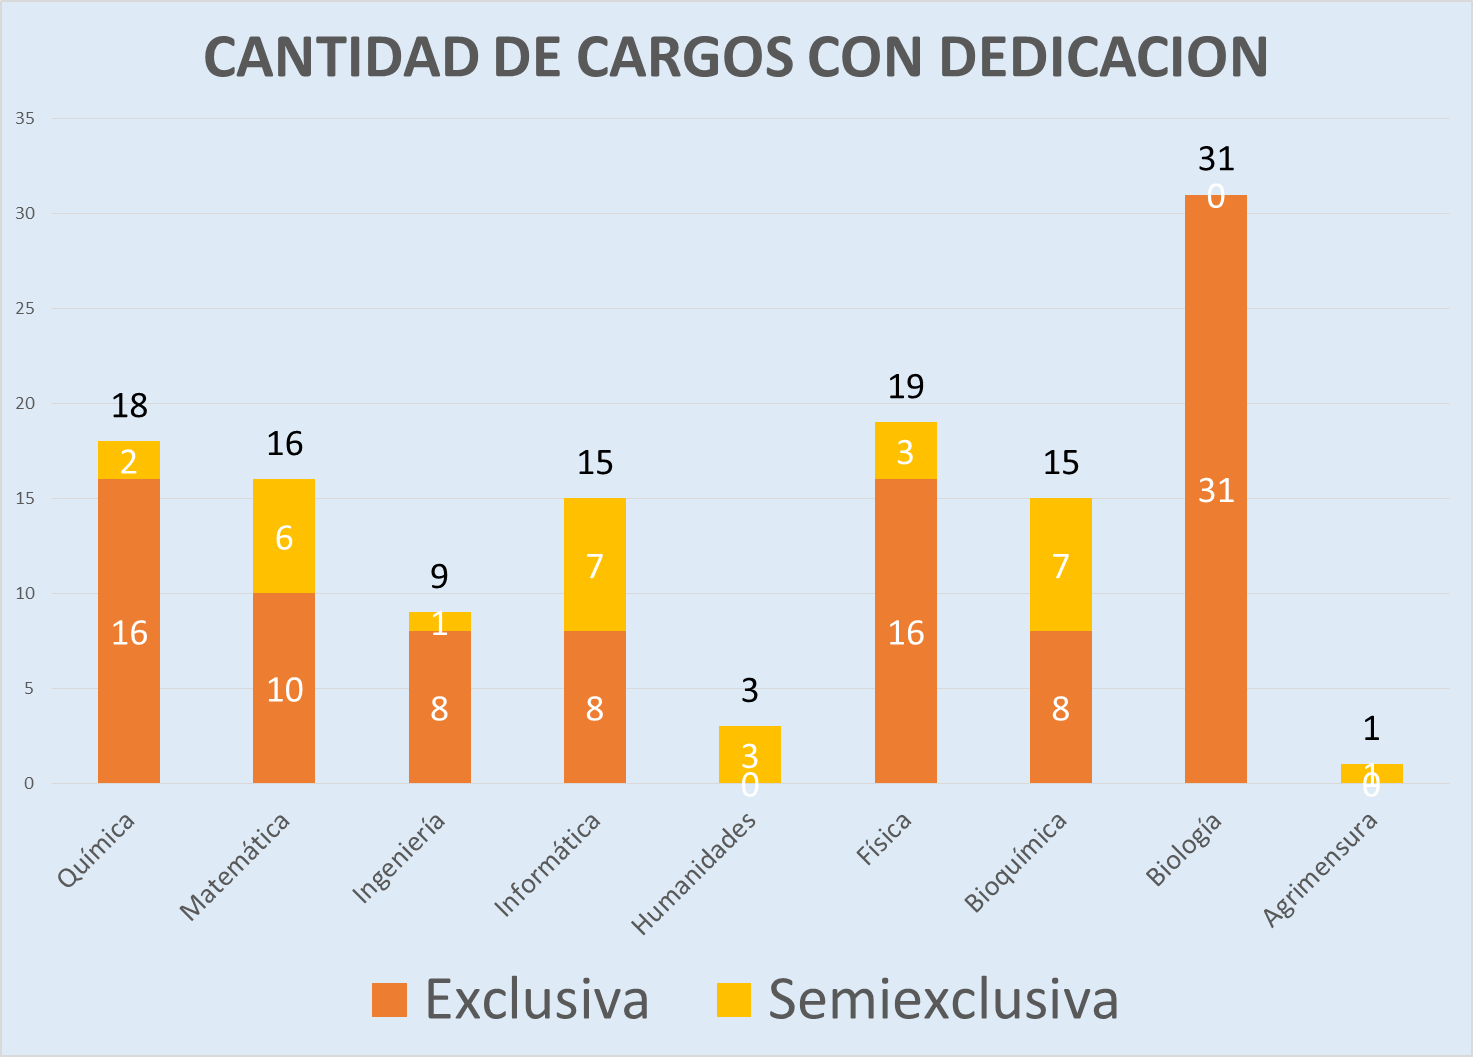 CANTIDAD DE CARGOS CON DEDICACION
35
30
25
20
15
10
5
0
18
2
16
16
6
10
9
1
8
15
7
8
3
3
0
19
3
16
15
7
8
31
0
31
1
1
0
Química
Matemática
Ingeniería
Informática
Humanidades
Física
Bioquímica
Biología
Agrimensura
Exclusiva
Semiexclusiva